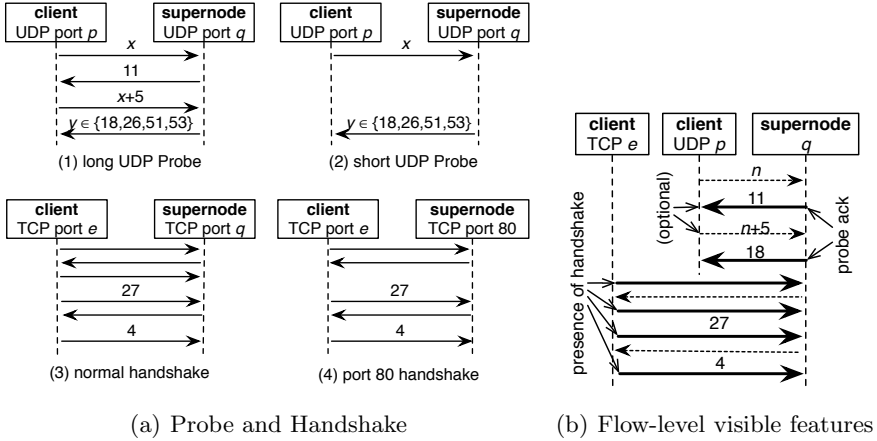 client
UDP port p
supernode
UDP port q
x
11
x+5
y ∈ {18,26,51,53}
(1) long UDP Probe
client
UDP port p
supernode
UDP port q
x
y ∈ {18,26,51,53}
(2) short UDP Probe
client
TCP port e
supernode
TCP port q
27
4
(3) normal handshake
client
TCP port e
supernode
TCP port 80
27
4
(4) port 80 handshake
(a) Probe and Handshake
client
TCP e
client
UDP p
supernode
q
n
11
n+5
18
(optional)
probe ack
presence of handshake
27
4
(b) Flow-level visible features